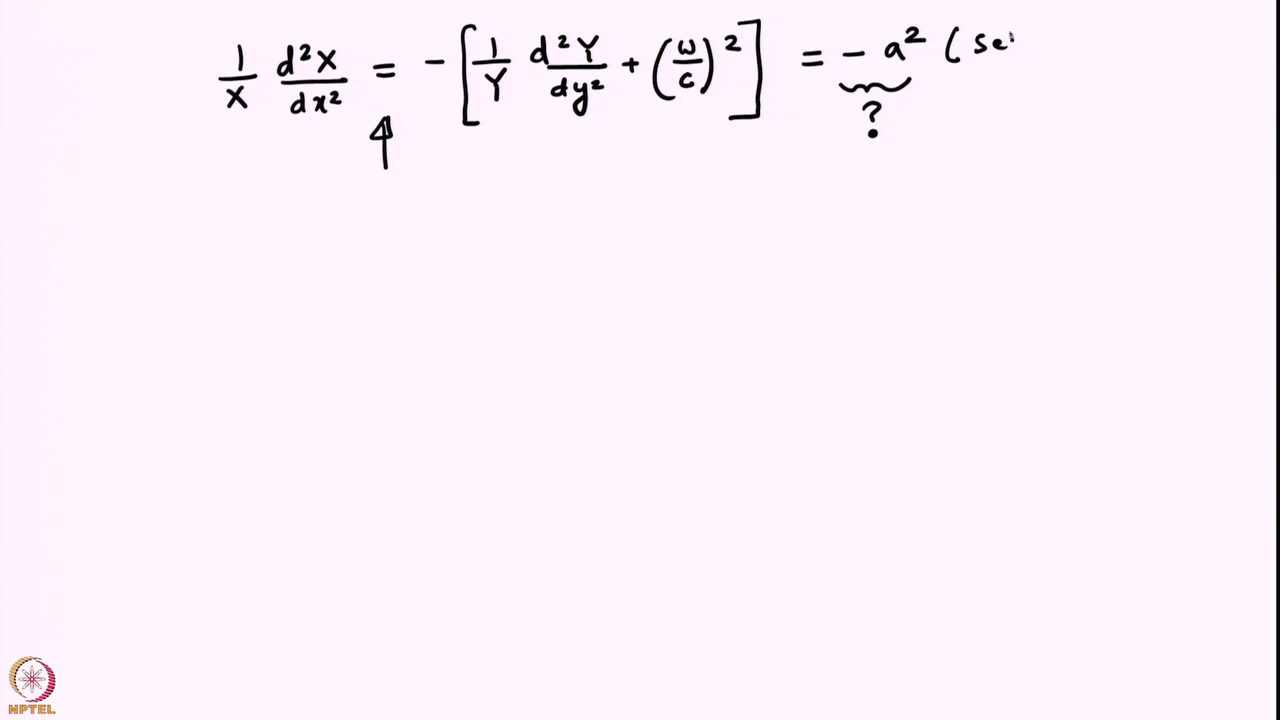 1/X d²X/dx² = - [ 1/Y d²Y/dy² + (ω/c)² ] = - a² ( Se
?
NPTEL